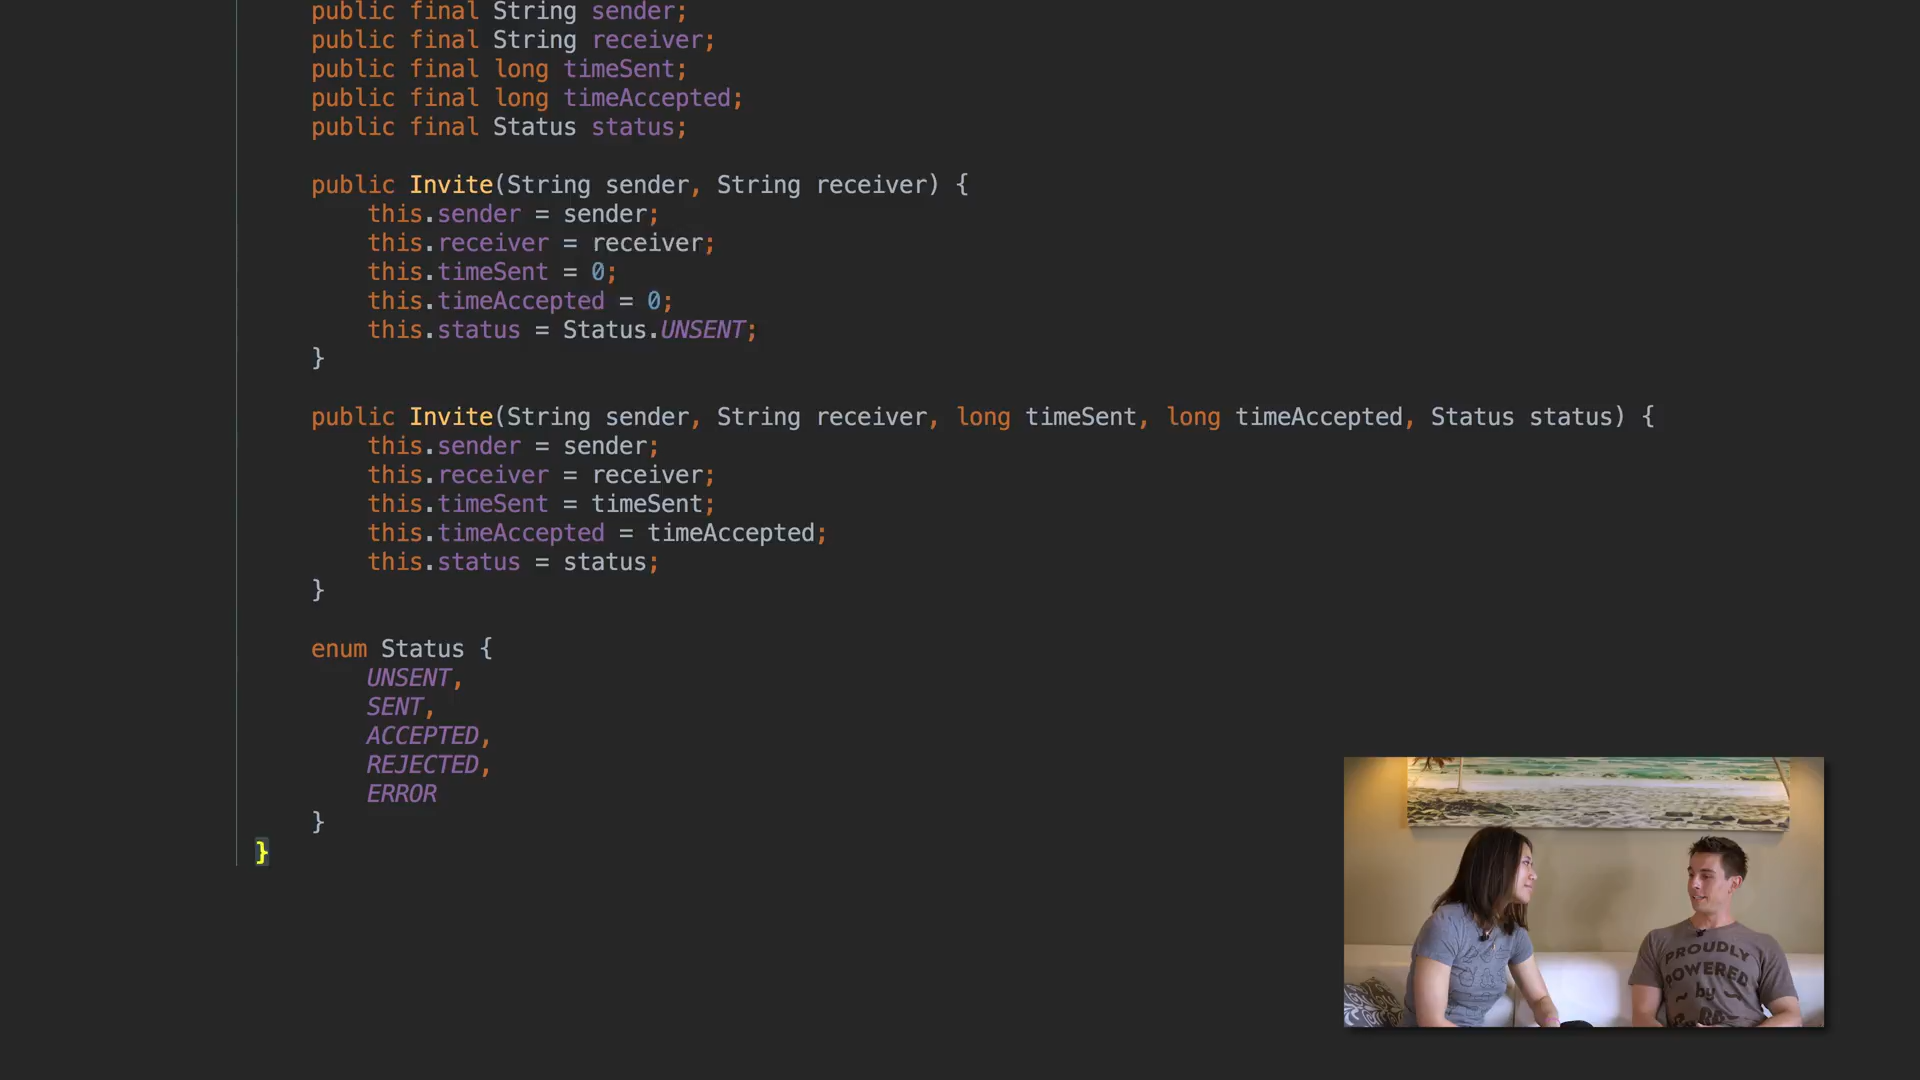 public final String sender;
public final String receiver;
public final long timeSent;
public final long timeAccepted;
public final Status status;
public Invite(String sender, String receiver) {
this.sender = sender;
this.receiver = receiver;
this.timeSent = 0;
this.timeAccepted = 0;
this.status = Status.UNSENT;
}
public Invite(String sender, String receiver, long timeSent, long timeAccepted, Status status) {
this.sender = sender;
this.receiver = receiver;
this.timeSent = timeSent;
this.timeAccepted = timeAccepted;
this.status = status;
}
enum Status {
UNSENT,
SENT,
ACCEPTED,
REJECTED,
ERROR
}
}
PROUDLY
POWERED
by